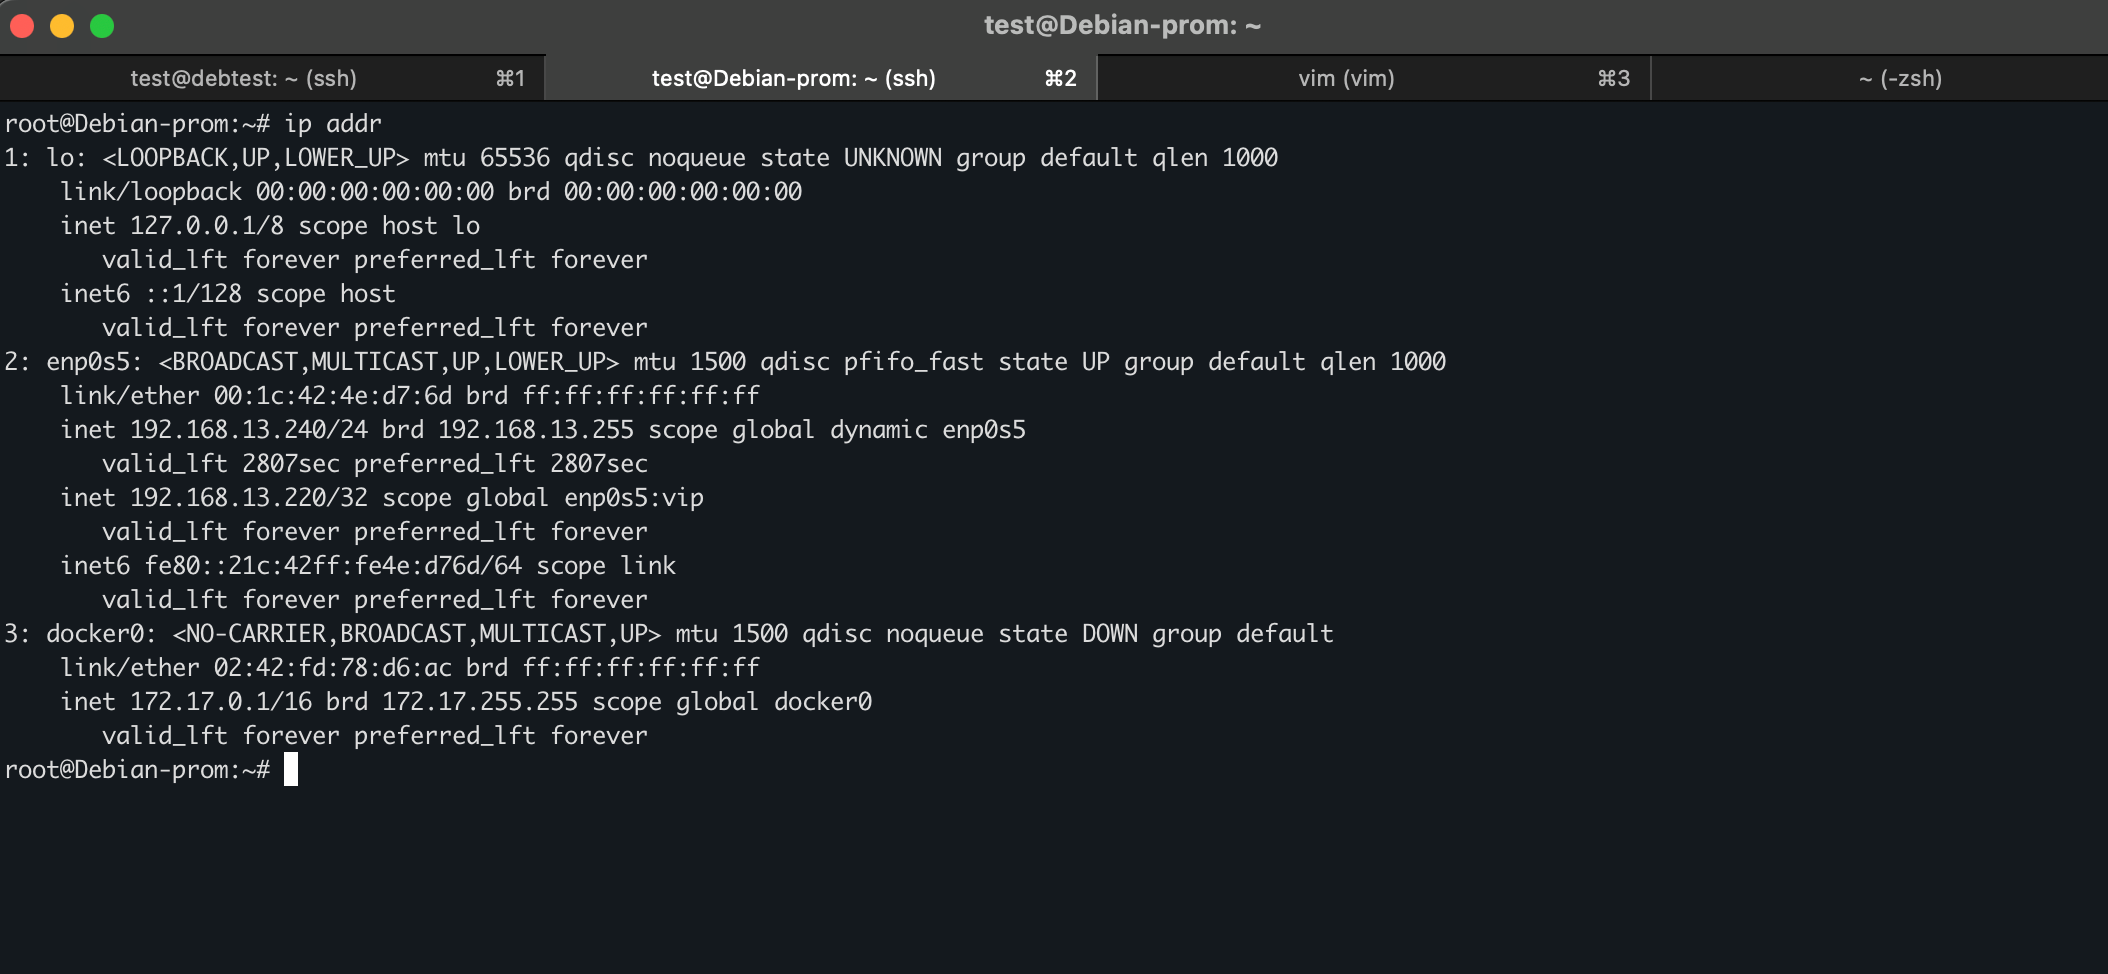 test@Debian-prom: ~
test@debtest: ~ (ssh) ⌘1 test@Debian-prom: ~ (ssh) ⌘2 vim (vim) ⌘3 ~ (-zsh)
root@Debian-prom:~# ip addr
1: lo: <LOOPBACK,UP,LOWER_UP> mtu 65536 qdisc noqueue state UNKNOWN group default qlen 1000
    link/loopback 00:00:00:00:00:00 brd 00:00:00:00:00:00
    inet 127.0.0.1/8 scope host lo
       valid_lft forever preferred_lft forever
    inet6 ::1/128 scope host
       valid_lft forever preferred_lft forever
2: enp0s5: <BROADCAST,MULTICAST,UP,LOWER_UP> mtu 1500 qdisc pfifo_fast state UP group default qlen 1000
    link/ether 00:1c:42:4e:d7:6d brd ff:ff:ff:ff:ff:ff
    inet 192.168.13.240/24 brd 192.168.13.255 scope global dynamic enp0s5
       valid_lft 2807sec preferred_lft 2807sec
    inet 192.168.13.220/32 scope global enp0s5:vip
       valid_lft forever preferred_lft forever
    inet6 fe80::21c:42ff:fe4e:d76d/64 scope link
       valid_lft forever preferred_lft forever
3: docker0: <NO-CARRIER,BROADCAST,MULTICAST,UP> mtu 1500 qdisc noqueue state DOWN group default
    link/ether 02:42:fd:78:d6:ac brd ff:ff:ff:ff:ff:ff
    inet 172.17.0.1/16 brd 172.17.255.255 scope global docker0
       valid_lft forever preferred_lft forever
root@Debian-prom:~#